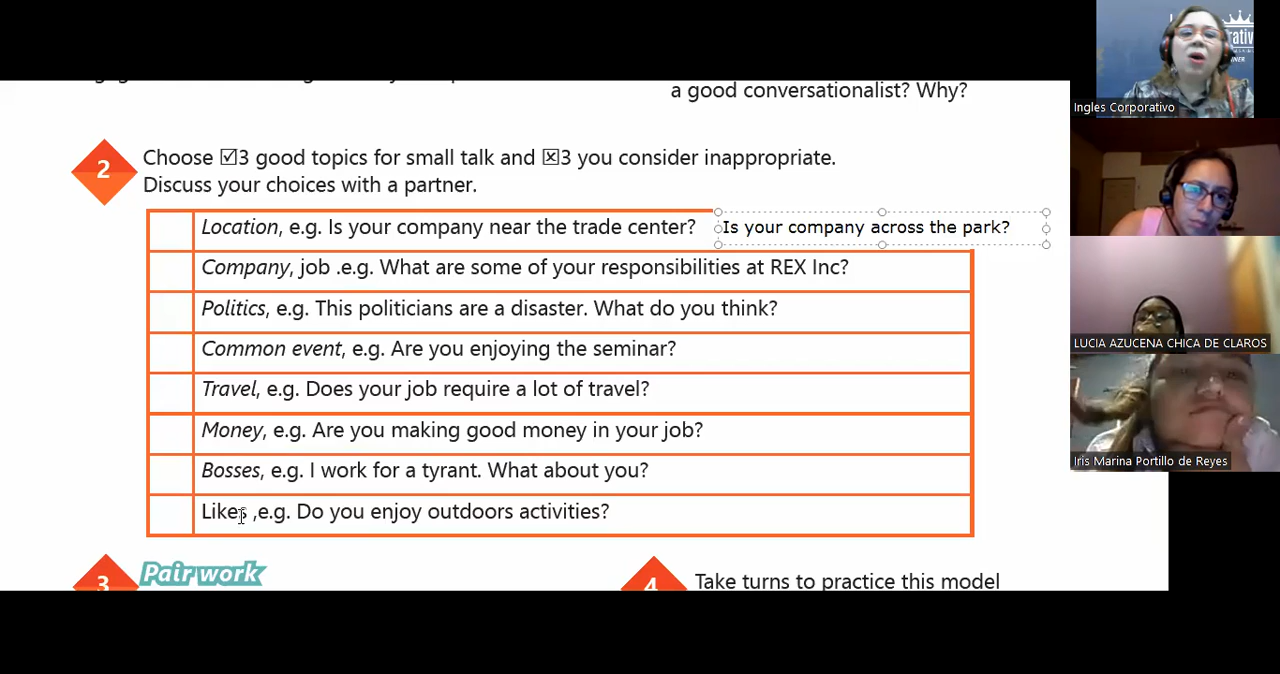 a good conversationalist? Why?
2
Choose ☑3 good topics for small talk and ☒3 you consider inappropriate.
Discuss your choices with a partner.
Location, e.g. Is your company near the trade center?
Is your company across the park?
Company, job .e.g. What are some of your responsibilities at REX Inc?
Politics, e.g. This politicians are a disaster. What do you think?
Common event, e.g. Are you enjoying the seminar?
Travel, e.g. Does your job require a lot of travel?
Money, e.g. Are you making good money in your job?
Bosses, e.g. I work for a tyrant. What about you?
Likes ,e.g. Do you enjoy outdoors activities?
3
Pair work
4
Take turns to practice this model
Ingles Corporativo
LUCIA AZUCENA CHICA DE CLAROS
Iris Marina Portillo de Reyes